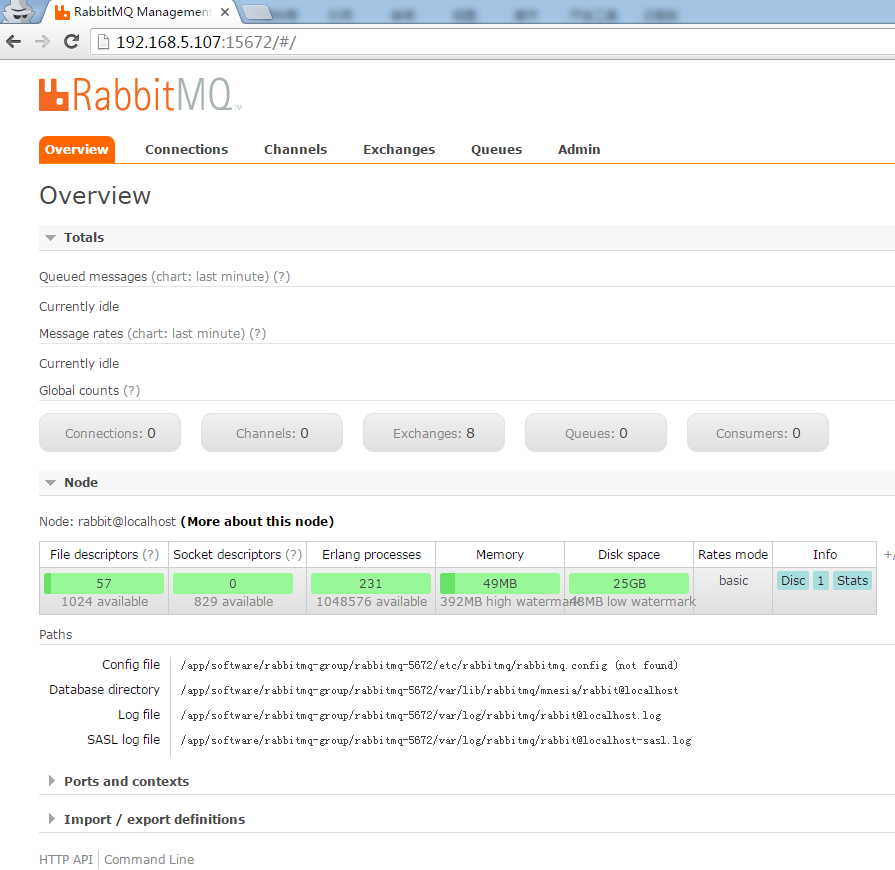 RabbitMQ Management
192.168.5.107:15672/#/
RabbitMQ TM
Overview Connections Channels Exchanges Queues Admin
Overview
Totals
Queued messages (chart: last minute) (?)
Currently idle
Message rates (chart: last minute) (?)
Currently idle
Global counts (?)
Connections: 0 Channels: 0 Exchanges: 8 Queues: 0 Consumers: 0
Node
Node: rabbit@localhost (More about this node)
File descriptors (?) Socket descriptors (?) Erlang processes Memory Disk space Rates mode Info +/
57 0 231 49MB 25GB basic Disc 1 Stats
1024 available 829 available 1048576 available 392MB high watermark 48MB low watermark
Paths
Config file /app/software/rabbitmq-group/rabbitmq-5672/etc/rabbitmq/rabbitmq.config (not found)
Database directory /app/software/rabbitmq-group/rabbitmq-5672/var/lib/rabbitmq/mnesia/rabbit@localhost
Log file /app/software/rabbitmq-group/rabbitmq-5672/var/log/rabbitmq/rabbit@localhost.log
SASL log file /app/software/rabbitmq-group/rabbitmq-5672/var/log/rabbitmq/rabbit@localhost-sasl.log
Ports and contexts
Import / export definitions
HTTP API Command Line